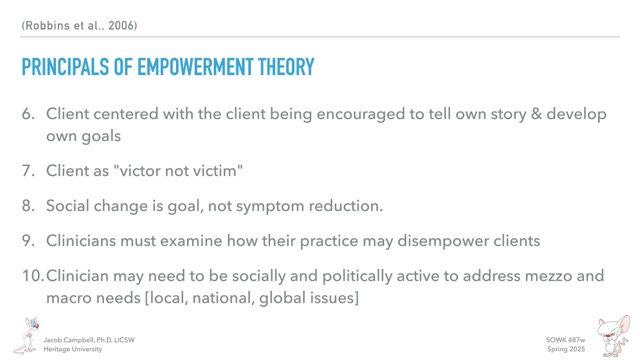 (Robbins et al., 2006)
PRINCIPALS OF EMPOWERMENT THEORY
6. Client centered with the client being encouraged to tell own story & develop
own goals
7. Client as "victor not victim"
8. Social change is goal, not symptom reduction.
9. Clinicians must examine how their practice may disempower clients
10. Clinician may need to be socially and politically active to address mezzo and
macro needs [local, national, global issues]
Jacob Campbell, Ph.D. LICSW
Heritage University
SOWK 487w
Spring 2025